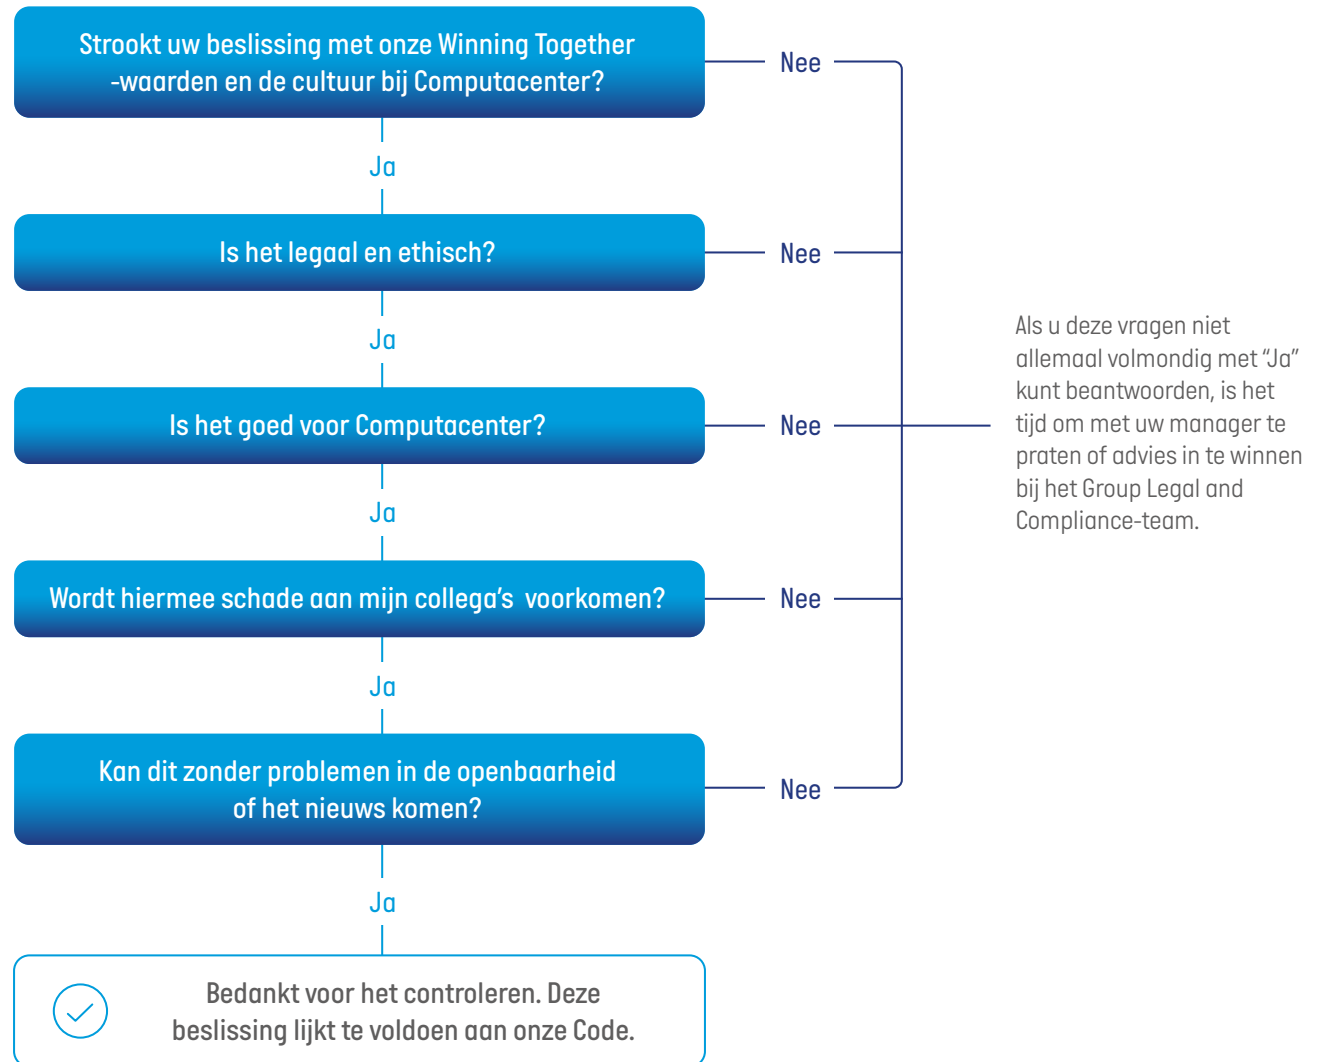 Strookt uw beslissing met onze Winning Together
-waarden en de cultuur bij Computacenter?
Nee
Ja
Is het legaal en ethisch?
Nee
Ja
Is het goed voor Computacenter?
Nee
Ja
Wordt hiermee schade aan mijn collega's voorkomen?
Nee
Ja
Kan dit zonder problemen in de openbaarheid
of het nieuws komen?
Nee
Ja
Bedankt voor het controleren. Deze
beslissing lijkt te voldoen aan onze Code.
Als u deze vragen niet
allemaal volmondig met “Ja”
kunt beantwoorden, is het
tijd om met uw manager te
praten of advies in te winnen
bij het Group Legal and
Compliance-team.